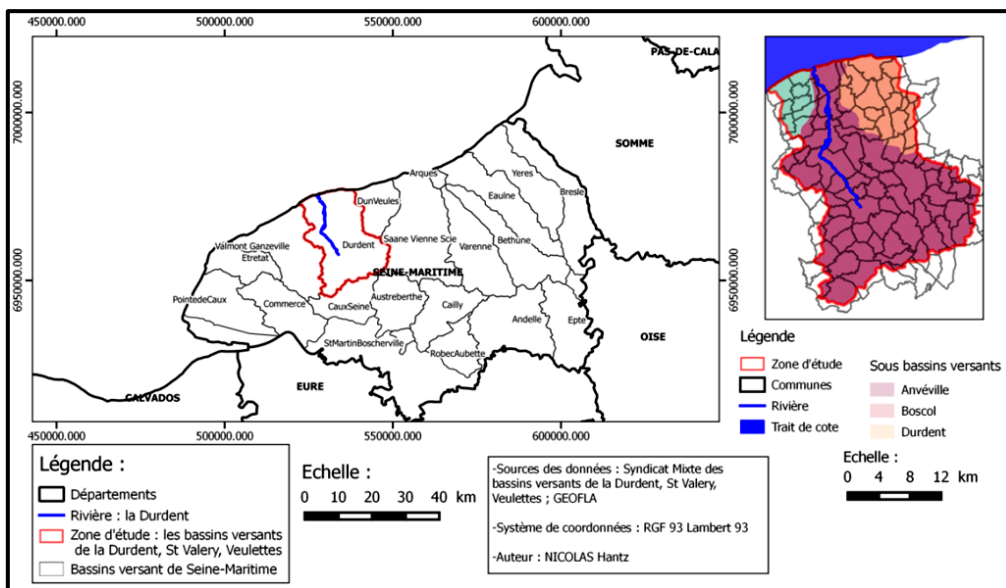 450000.000 500000.000 550000.000 600000.000
7000000.000
6950000.000
PAS-DE-CALA
SOMME
Yeres
Arques
Eaulne
Bresle
DunVeules
Valmont Ganzeville
Etretat
Durdent
Saane Vienne Scie
Varenne
Bethune
SEINE-MARITIME
PointedeCaux
Commerce
CauxSeine
Austreberthe
Cailly
Andelle
Epte
StMartinBoscherville
RobecAubette
OISE
EURE
CALVADOS
7000000.000
6950000.000
450000.000 500000.000 550000.000 600000.000
Légende :
Départements
Rivière : la Durdent
Zone d'étude : les bassins versants
de la Durdent, St Valery, Veulettes
Bassins versant de Seine-Maritime
Echelle :
0 10 20 30 40 km
-Sources des données : Syndicat Mixte des
bassins versants de la Durdent, St Valery,
Veulettes ; GEOFLA
-Système de coordonnées : RGF 93 Lambert 93
-Auteur : NICOLAS Hantz
Légende
Zone d'étude
Communes
Rivière
Trait de cote
Sous bassins versants
Anvéville
Boscol
Durdent
Echelle :
0 4 8 12 km